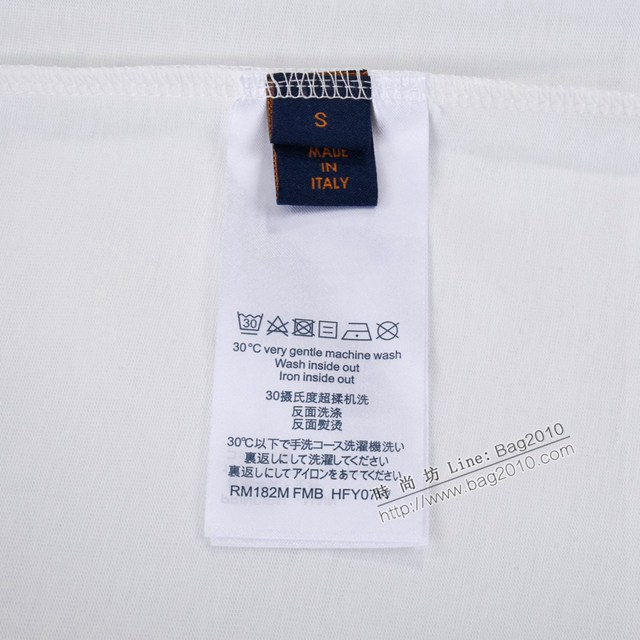 S
MADE
IN
ITALY
30
30°C very gentle machine wash
Wash inside out
Iron inside out
30摄氏度超揉机洗
反面洗涤
反面熨烫
30℃以下で手洗コース洗濯機洗い
裏返しにして洗濯してください
裏返しにしてアイロンをあててください
RM182M FMB HFY07
時尚坊 Line: Bag2010
http://www.bag2010.com/